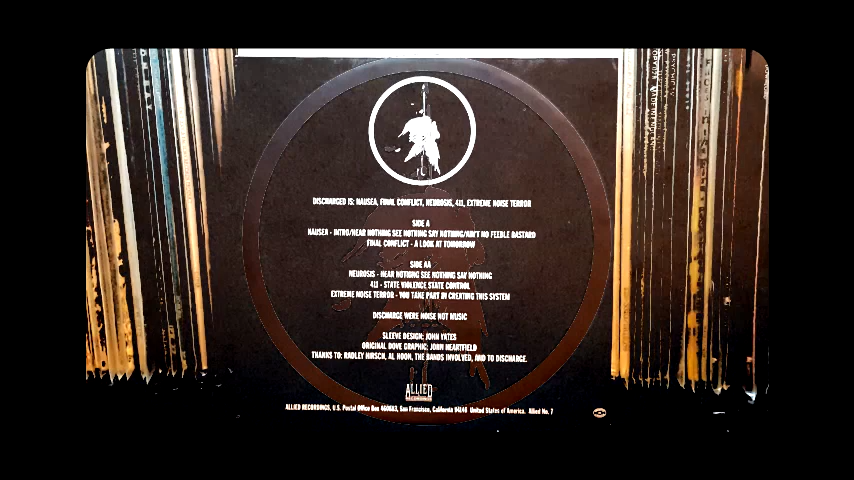 DISCHARGED IS: NAUSEA, FINAL CONFLICT, NEUROSIS, 411, EXTREME NOISE TERROR
SIDE A
NAUSEA - INTRO/HEAR NOTHING SEE NOTHING SAY NOTHING/AIN'T NO FEEBLE BASTARD
FINAL CONFLICT - A LOOK AT TOMORROW
SIDE AA
NEUROSIS - HEAR NOTHING SEE NOTHING SAY NOTHING
411 - STATE VIOLENCE STATE CONTROL
EXTREME NOISE TERROR - YOU TAKE PART IN CREATING THIS SYSTEM
DISCHARGE WERE NOISE NOT MUSIC
SLEEVE DESIGN: JOHN YATES
ORIGINAL DOVE GRAPHIC: JOHN HEARTFIELD
THANKS TO: RADLEY HIRSCH, AL NOON, THE BANDS INVOLVED, AND TO DISCHARGE.
ALLIED
ALLIED RECORDINGS, U.S. Postal Office Box 460683, San Francisco, California 94146 United States of America. Allied No. 7